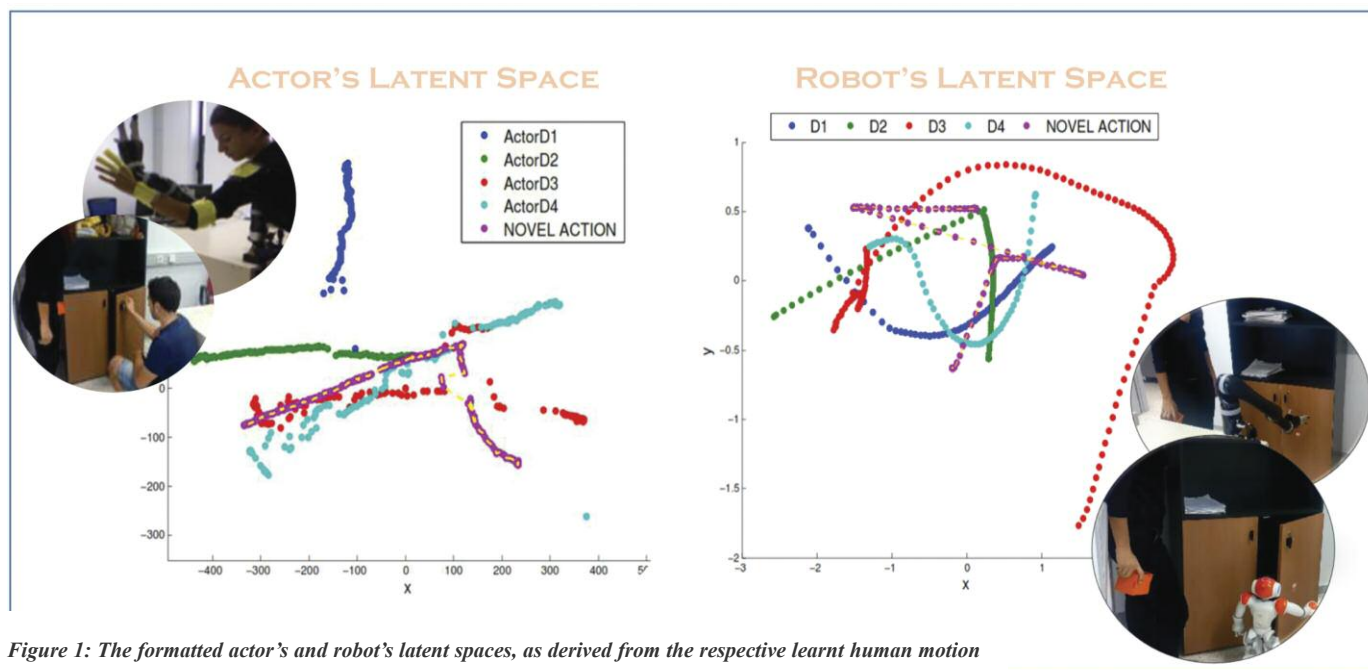 ACTOR'S LATENT SPACE
ActorD1
ActorD2
ActorD3
ActorD4
NOVEL ACTION
0
−100
−200
−300
−400 −300 −200 −100 0 100 200 300 400
X
ROBOT'S LATENT SPACE
D1 D2 D3 D4 NOVEL ACTION
1
0.5
0
−0.5
−1
−1.5
−2
y
−3 −2 −1 0 1
X
Figure 1: The formatted actor's and robot's latent spaces, as derived from the respective learnt human motion